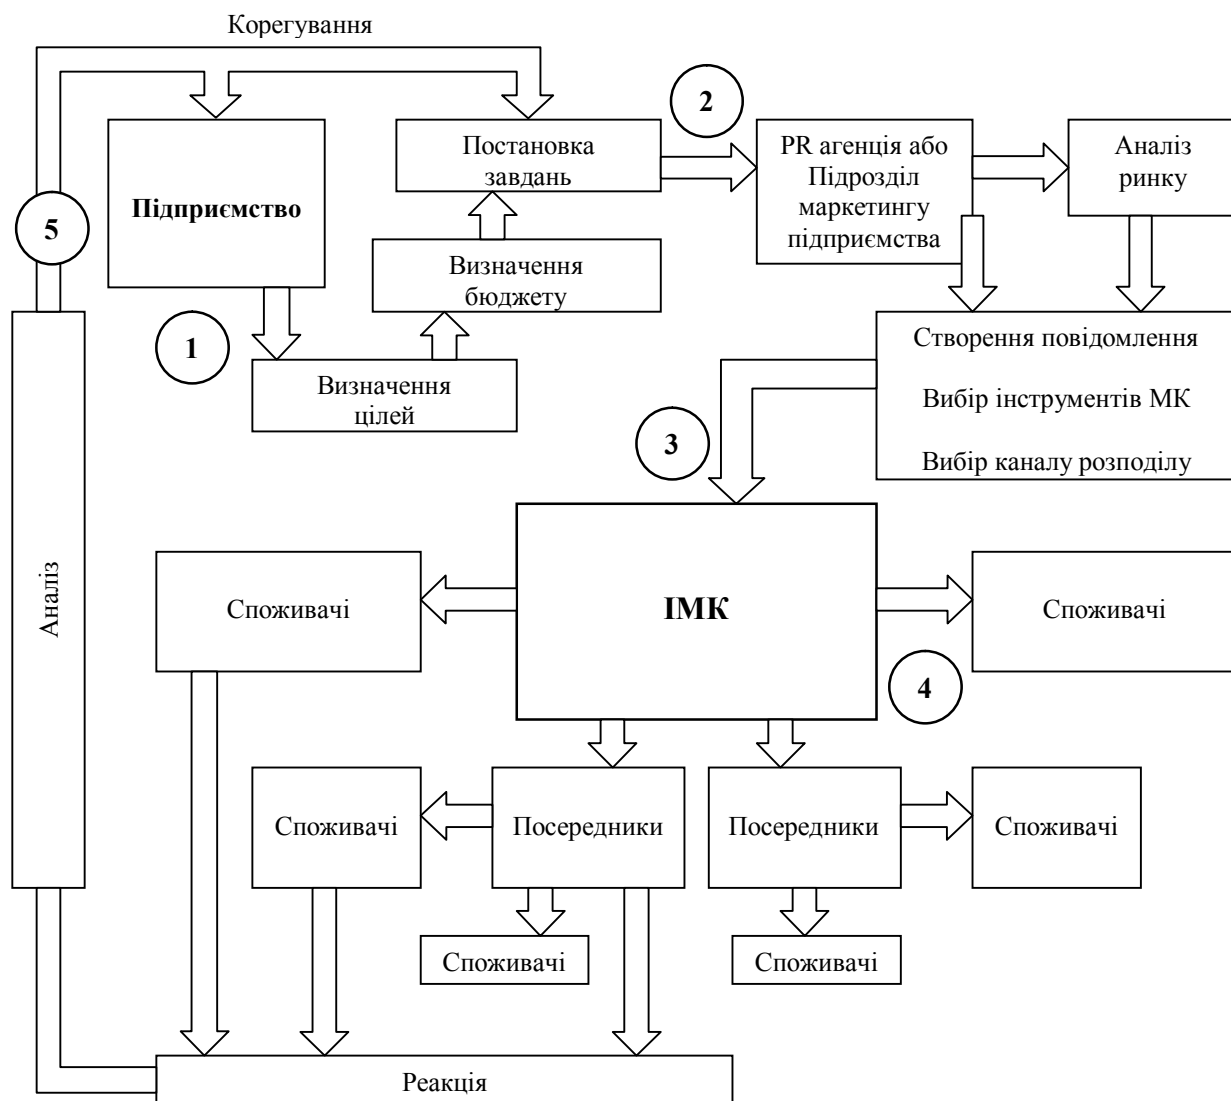 Корегування
2
Підприємство
Постановка
завдань
PR агенція або
Підрозділ
маркетингу
підприємства
Аналіз
ринку
5
Визначення
бюджету
1
Визначення
цілей
Створення повідомлення
Вибір інструментів МК
Вибір каналу розподілу
3
Аналіз
Споживачі
ІМК
Споживачі
4
Споживачі
Посередники
Посередники
Споживачі
Споживачі
Споживачі
Реакція